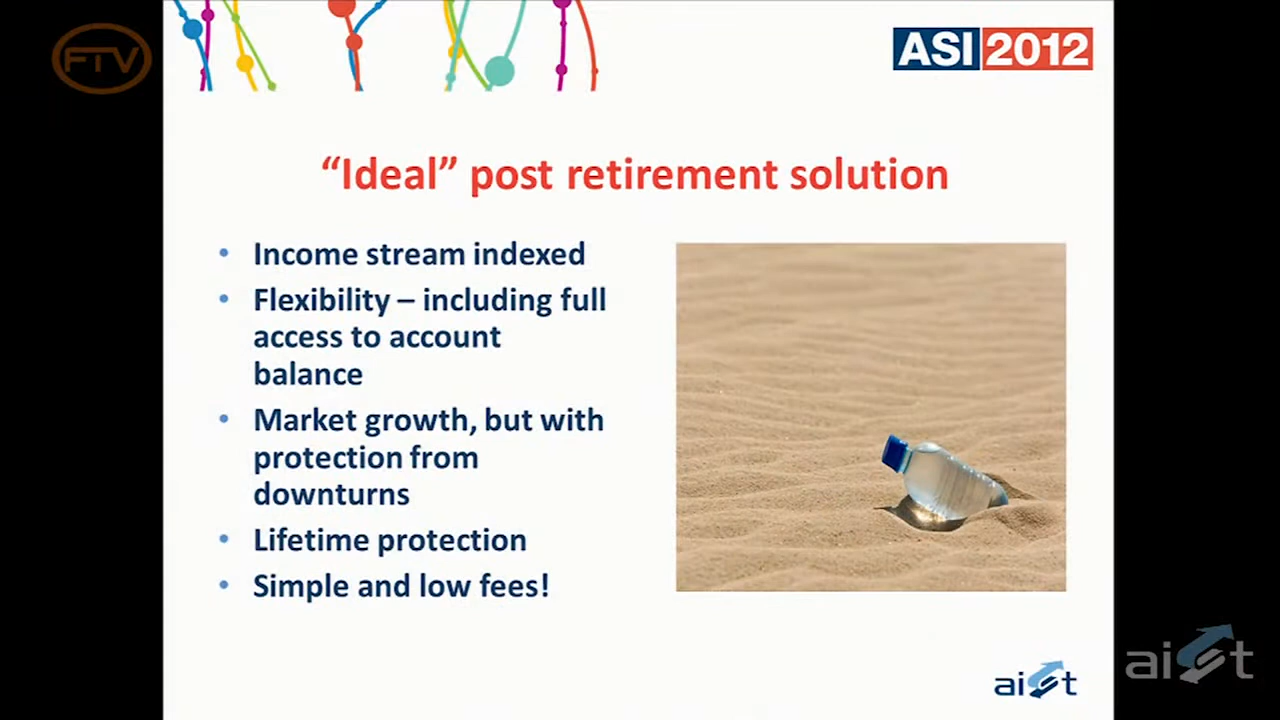 FTV
ASI 2012
“Ideal” post retirement solution
• Income stream indexed
• Flexibility – including full
access to account
balance
• Market growth, but with
protection from
downturns
• Lifetime protection
• Simple and low fees!
aist
aist